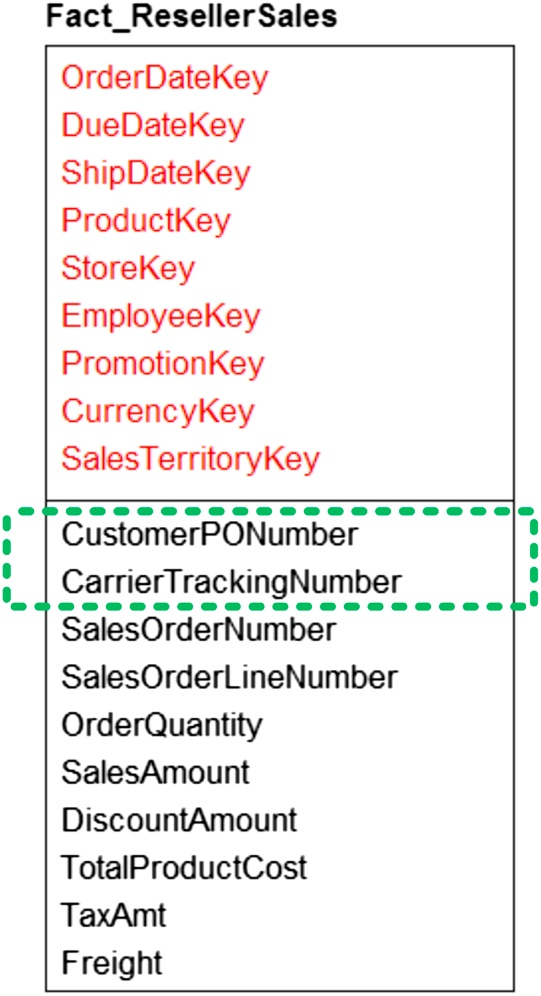 Fact_ResellerSales
OrderDateKey
DueDateKey
ShipDateKey
ProductKey
StoreKey
EmployeeKey
PromotionKey
CurrencyKey
SalesTerritoryKey
CustomerPONumber
CarrierTrackingNumber
SalesOrderNumber
SalesOrderLineNumber
OrderQuantity
SalesAmount
DiscountAmount
TotalProductCost
TaxAmt
Freight